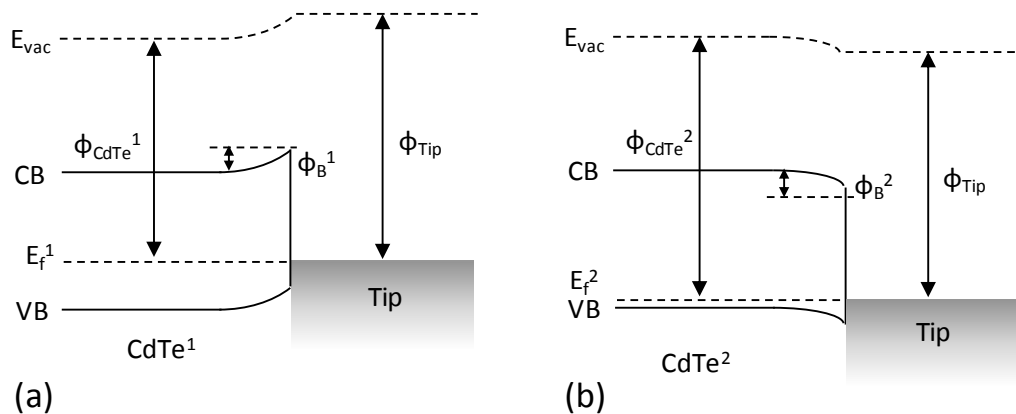 E_vac
ϕ_CdTe^1
ϕ_Tip
CB
ϕ_B^1
E_f^1
VB
Tip
CdTe^1
(a)
E_vac
ϕ_CdTe^2
CB
ϕ_B^2
ϕ_Tip
E_f^2
VB
Tip
CdTe^2
(b)